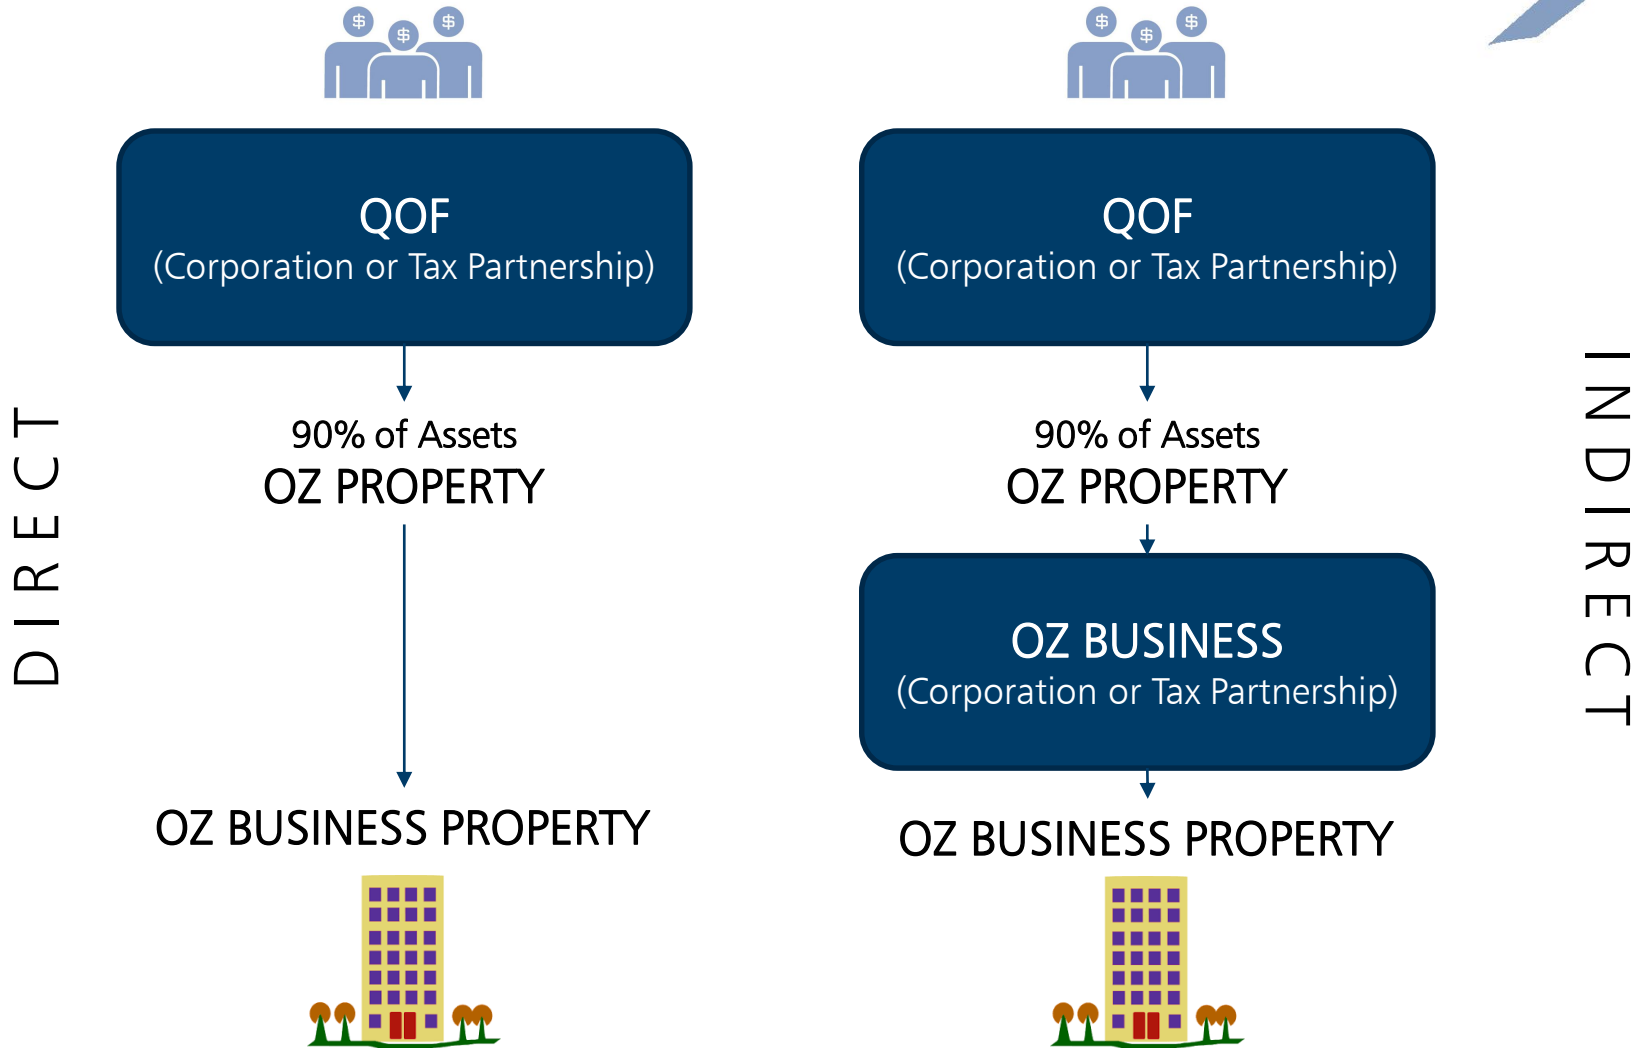 $ $ $
$ $ $
DIRECT
QOF
(Corporation or Tax Partnership)
90% of Assets
OZ PROPERTY
OZ BUSINESS PROPERTY
QOF
(Corporation or Tax Partnership)
90% of Assets
OZ PROPERTY
OZ BUSINESS
(Corporation or Tax Partnership)
OZ BUSINESS PROPERTY
INDIRECT